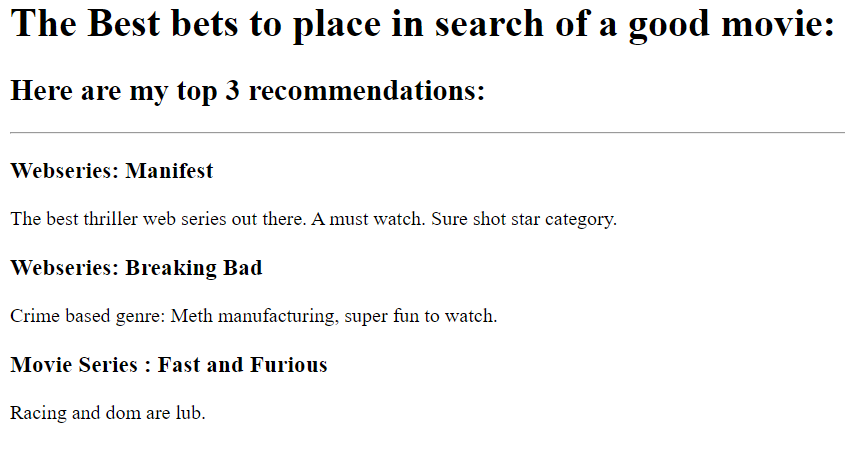 The Best bets to place in search of a good movie:
Here are my top 3 recommendations:
Webseries: Manifest
The best thriller web series out there. A must watch. Sure shot star category.
Webseries: Breaking Bad
Crime based genre: Meth manufacturing, super fun to watch.
Movie Series : Fast and Furious
Racing and dom are lub.